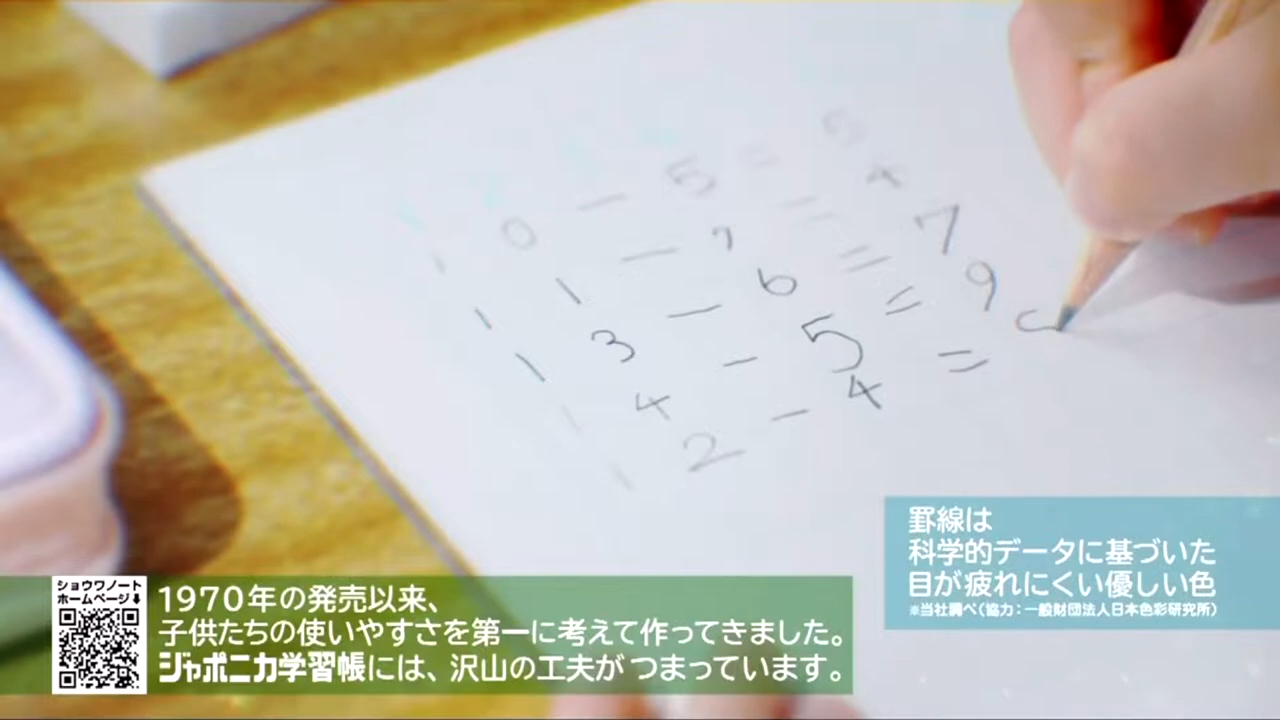 10 - 5 = 5
11 - 7 = 4
13 - 6 = 7
14 - 5 = 9
12 - 4 =
罫線は
科学的データに基づいた
目が疲れにくい優しい色
※当社調べ(協力：一般財団法人日本色彩研究所)
ショウワノート
ホームページ⬇
1970年の発売以来、
子供たちの使いやすさを第一に考えて作ってきました。
ジャポニカ学習帳には、沢山の工夫がつまっています。